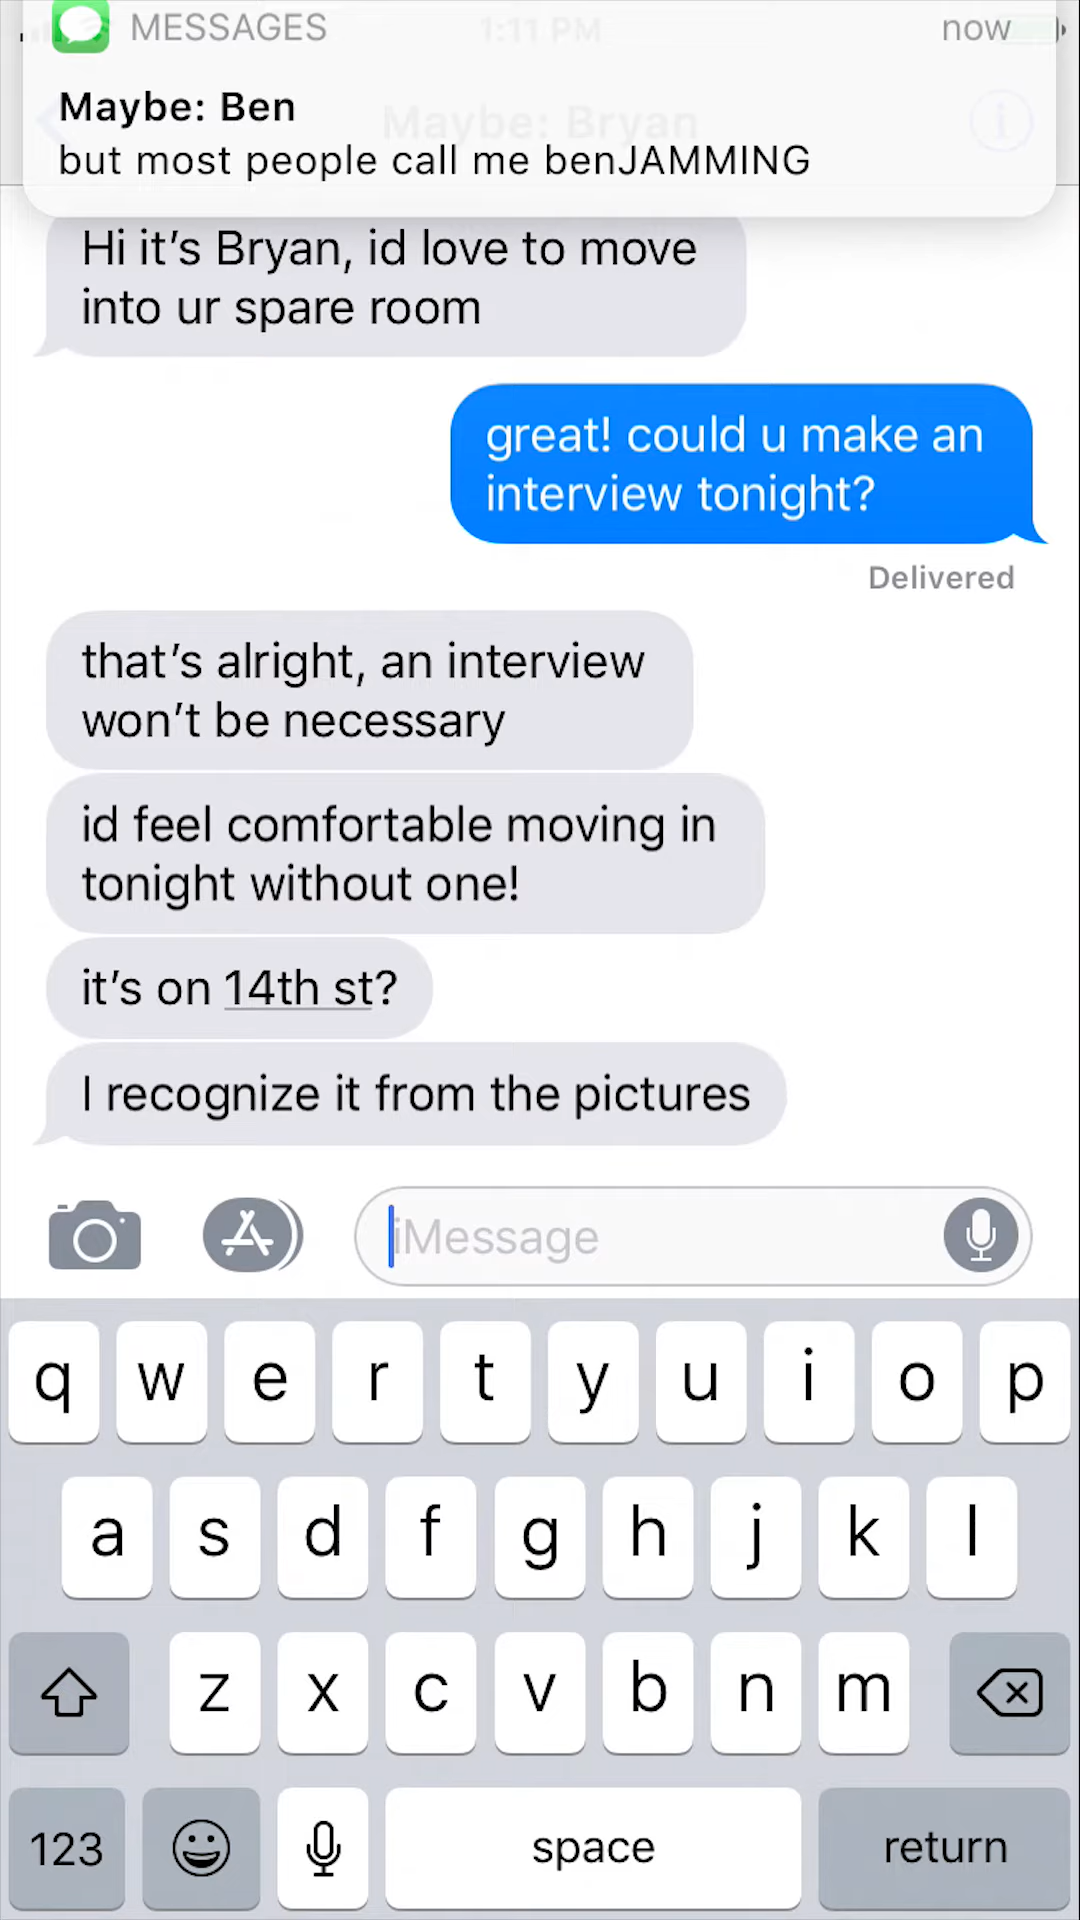 MESSAGES
now
1:11 PM
Maybe: Ben
but most people call me benJAMMING
Maybe: Bryan
Hi it’s Bryan, id love to move
into ur spare room
great! could u make an
interview tonight?
Delivered
that’s alright, an interview
won’t be necessary
id feel comfortable moving in
tonight without one!
it’s on 14th st?
I recognize it from the pictures
iMessage
q w e r t y u i o p
a s d f g h j k l
z x c v b n m
123
space
return